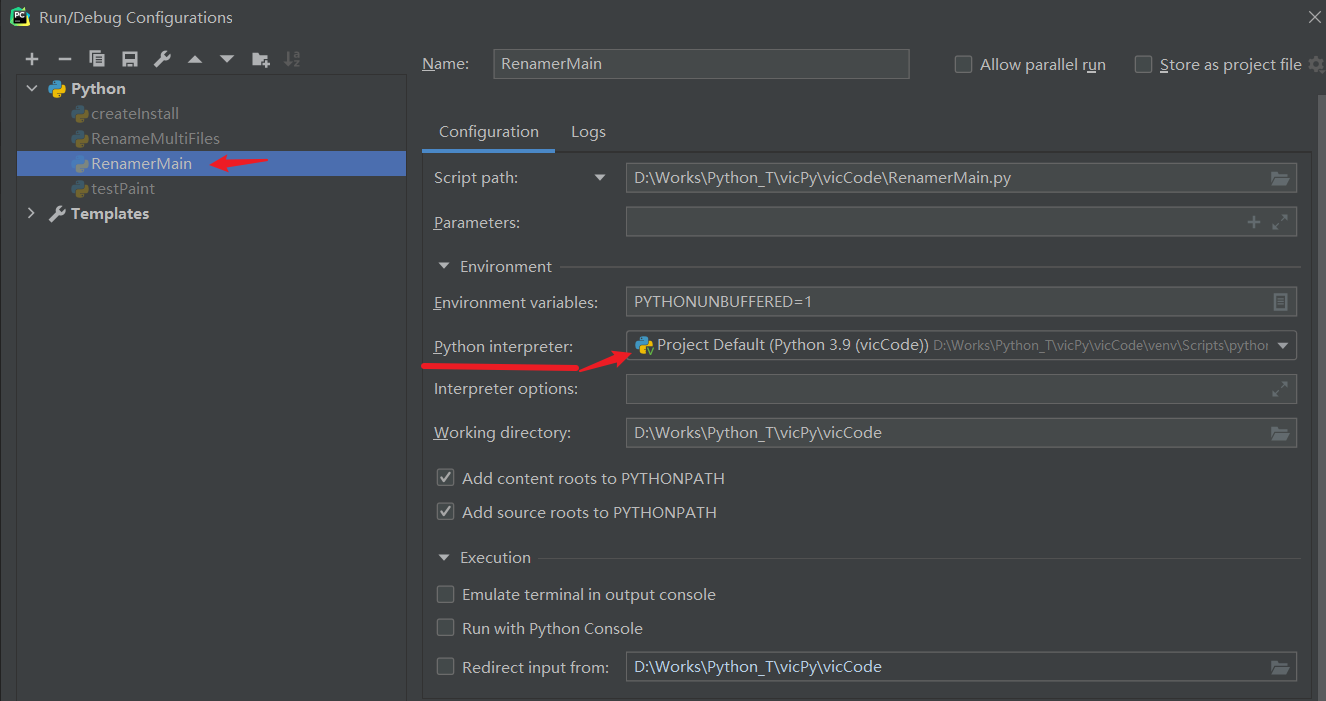 PC Run/Debug Configurations
Name: RenamerMain Allow parallel run Store as project file
Python
createInstall
RenameMultiFiles
RenamerMain
testPaint
Templates
Configuration Logs
Script path: D:\Works\Python_T\vicPy\vicCode\RenamerMain.py
Parameters:
Environment
Environment variables: PYTHONUNBUFFERED=1
Python interpreter: Project Default (Python 3.9 (vicCode)) D:\Works\Python_T\vicPy\vicCode\venv\Scripts\python
Interpreter options:
Working directory: D:\Works\Python_T\vicPy\vicCode
Add content roots to PYTHONPATH
Add source roots to PYTHONPATH
Execution
Emulate terminal in output console
Run with Python Console
Redirect input from: D:\Works\Python_T\vicPy\vicCode